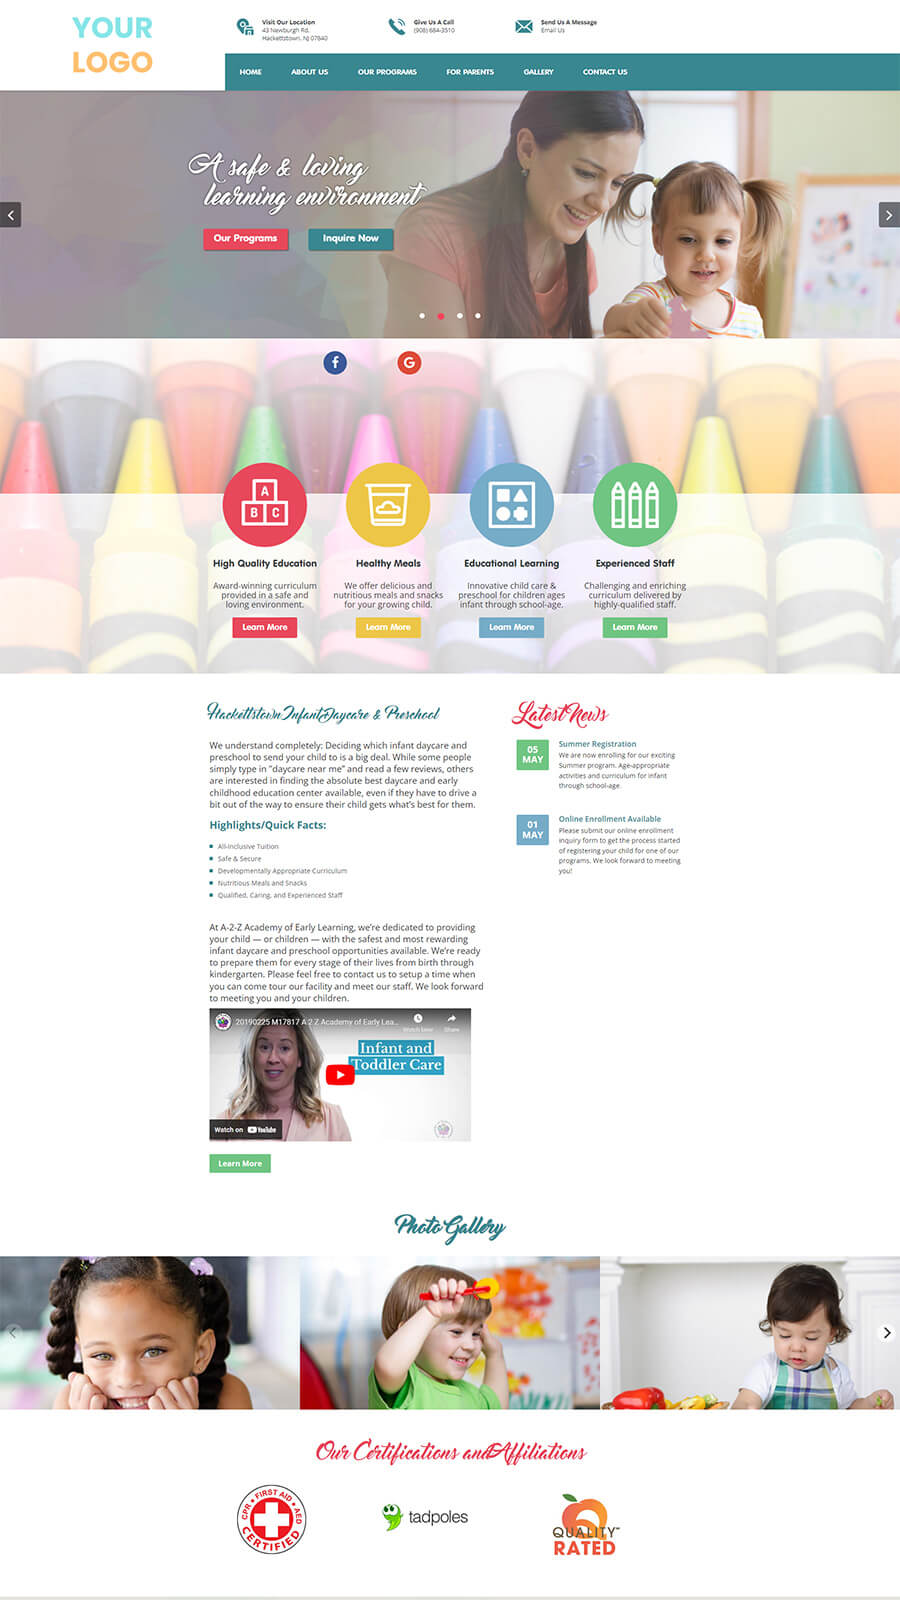 YOUR
LOGO
Visit Our Location
43 Newburgh Rd,
Hackettstown, NJ 07840
Give Us A Call
(908) 684-3510
Send Us A Message
Email Us
HOME
ABOUT US
OUR PROGRAMS
FOR PARENTS
GALLERY
CONTACT US
A safe & loving
learning environment
Our Programs
Inquire Now
f
G
A
B C
High Quality Education
Award-winning curriculum
provided in a safe and
loving environment.
Learn More
Healthy Meals
We offer delicious and
nutritious meals and snacks
for your growing child.
Learn More
Educational Learning
Innovative child care &
preschool for children ages
infant through school-age.
Learn More
Experienced Staff
Challenging and enriching
curriculum delivered by
highly-qualified staff.
Learn More
Hackettstown Infant Daycare & Preschool
We understand completely: Deciding which infant daycare and
preschool to send your child to is a big deal. While some people
simply type in "daycare near me" and read a few reviews, others
are interested in finding the absolute best daycare and early
childhood education center available, even if they have to drive a
bit out of the way to ensure their child gets what's best for them.
Highlights/Quick Facts:
All-inclusive Tuition
Safe & Secure
Developmentally Appropriate Curriculum
Nutritious Meals and Snacks
Qualified, Caring, and Experienced Staff
At A-2-Z Academy of Early Learning, we're dedicated to providing
your child — or children — with the safest and most rewarding
infant daycare and preschool opportunities available. We're ready
to prepare them for every stage of their lives from birth through
kindergarten. Please feel free to contact us to setup a time when
you can come tour our facility and meet our staff. We look forward
to meeting you and your children.
20190225 M17817 A 2 Z Academy of Early Lea...
Watch later
Share
Infant and
Toddler Care
Watch on YouTube
Learn More
Latest News
05
MAY
Summer Registration
We are now enrolling for our exciting
Summer program. Age-appropriate
activities and curriculum for infant
through school-age.
01
MAY
Online Enrollment Available
Please submit our online enrollment
inquiry form to get the process started
of registering your child for one of our
programs. We look forward to meeting
you!
Photo Gallery
Our Certifications and Affiliations
CPR • FIRST AID • AED
CERTIFIED
tadpoles
QUALITY™
RATED